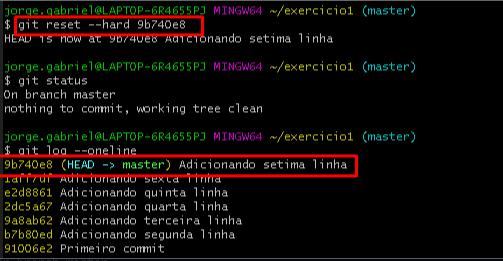 jorge.gabriel@LAPTOP-6R4655PJ MINGW64 ~/exercicio1 (master)
$ git reset --hard 9b740e8
HEAD is now at 9b740e8 Adicionando setima linha
jorge.gabriel@LAPTOP-6R4655PJ MINGW64 ~/exercicio1 (master)
$ git status
On branch master
nothing to commit, working tree clean
jorge.gabriel@LAPTOP-6R4655PJ MINGW64 ~/exercicio1 (master)
$ git log --oneline
9b740e8 (HEAD -> master) Adicionando setima linha
1aff7df Adicionando sexta linha
e2d8861 Adicionando quinta linha
2dc5a67 Adicionando quarta linha
9a8ab62 Adicionando terceira linha
b7b80ed Adicionando segunda linha
91006e2 Primeiro commit